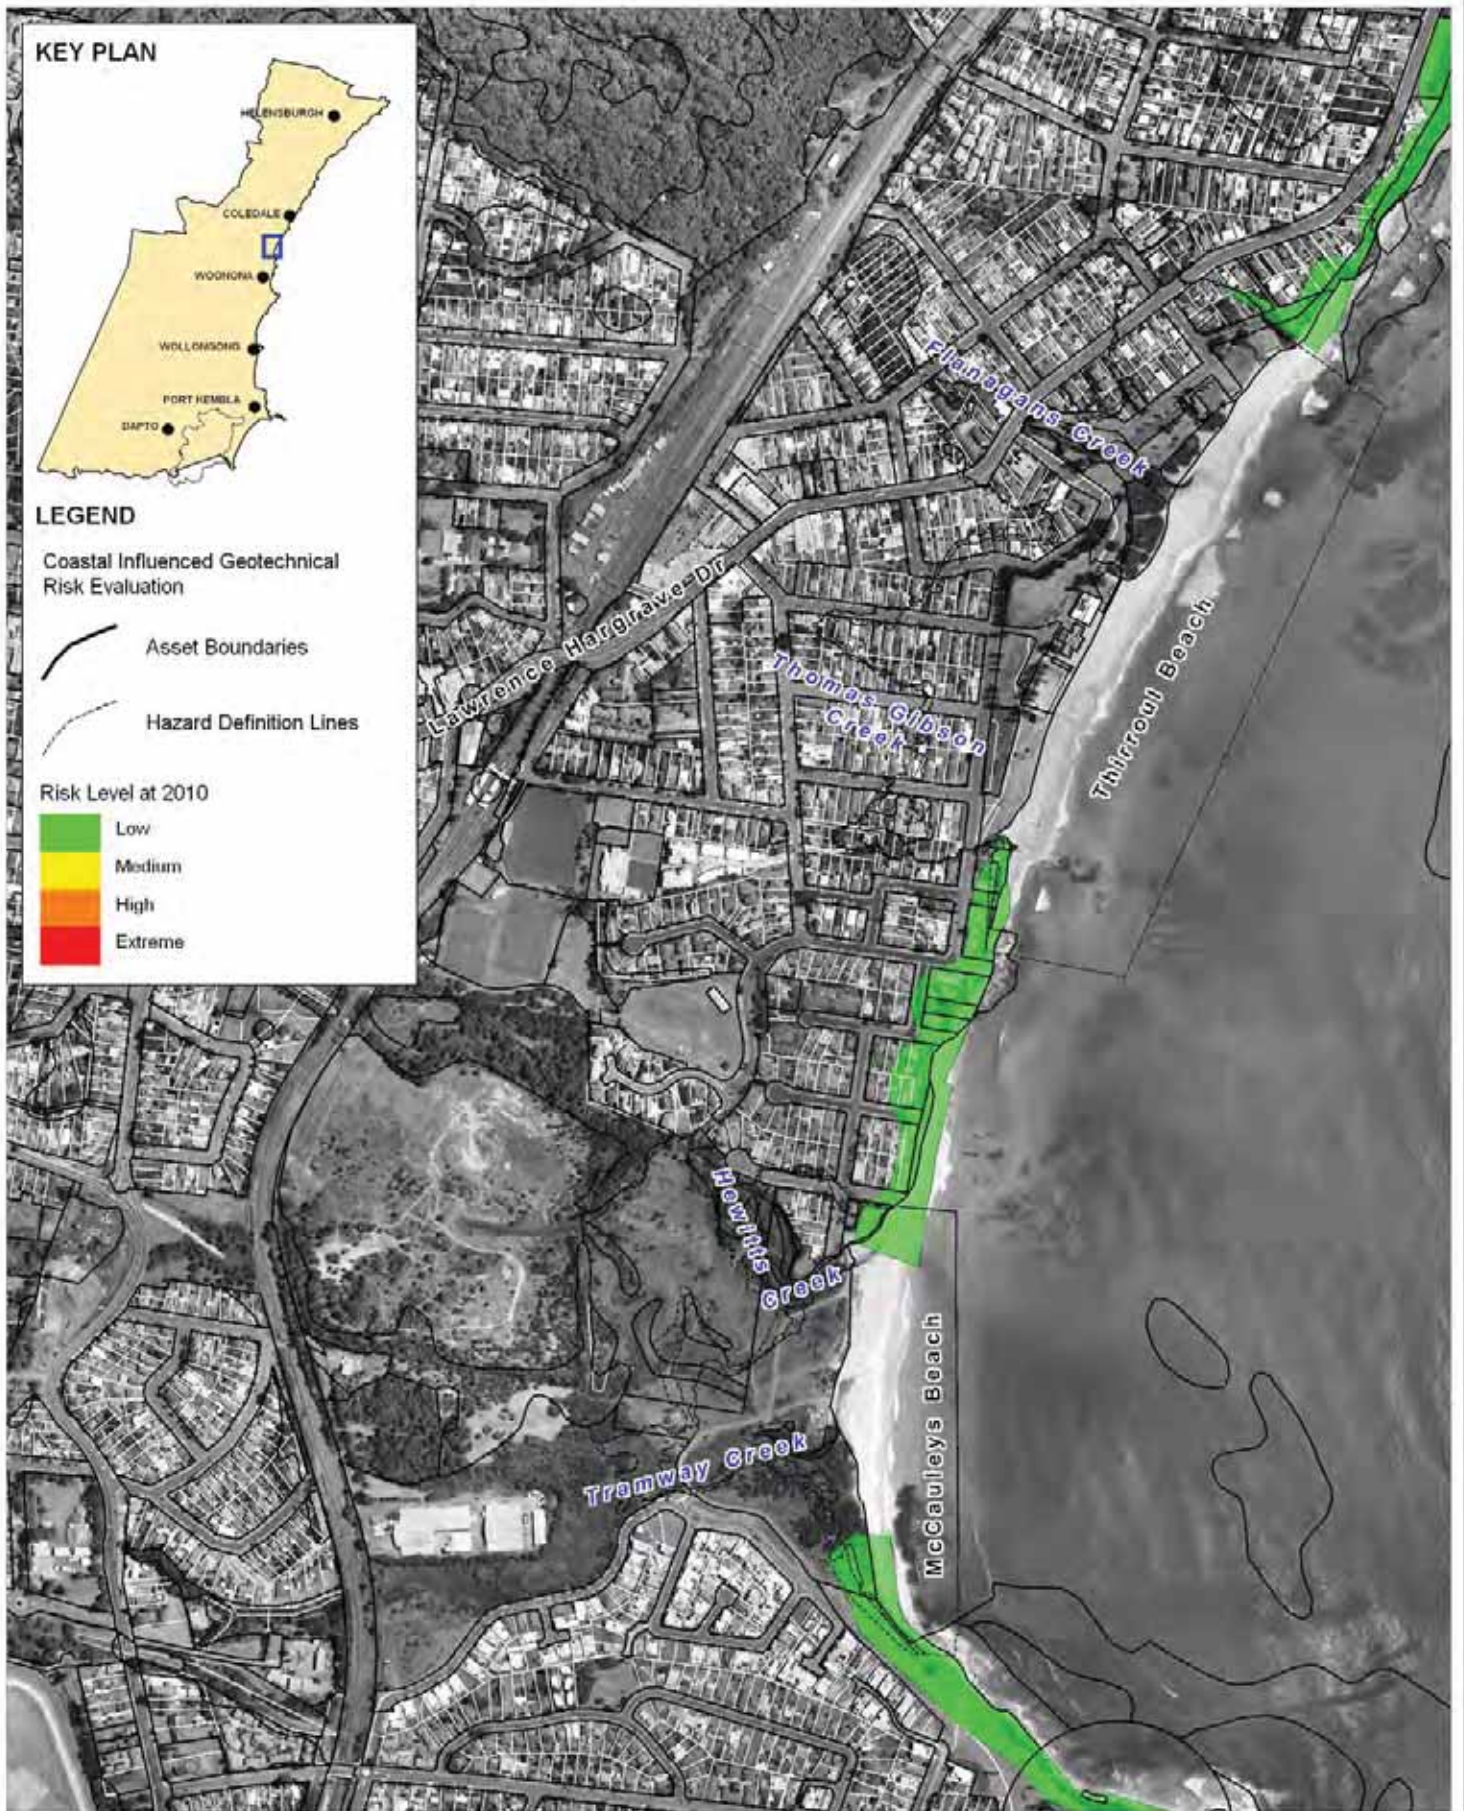 KEY PLAN
HELENSBURGH
COLEDALE
WOONONA
WOLLONGONG
PORT KEMBLA
DAPTO
LEGEND
Coastal Influenced Geotechnical
Risk Evaluation
Asset Boundaries
Hazard Definition Lines
Risk Level at 2010
Low
Medium
High
Extreme
Flanagans Creek
Lawrence Hargrave Dr
Thomas Gibson
Creek
Thirroul Beach
Hewitts
Creek
McCauleys Beach
Tramway Creek